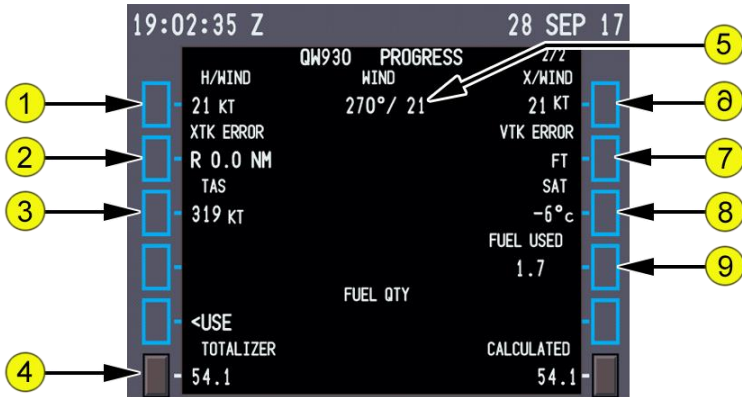 19:02:35 Z 28 SEP 17
QW930 PROGRESS 2/2
5
H/WIND WIND X/WIND
1 21 KT 270°/ 21 21 KT ∂
XTK ERROR VTK ERROR
2 R 0.0 NM FT 7
TAS SAT
3 319 KT -6°c 8
FUEL USED
1.7 9
FUEL QTY
<USE
TOTALIZER CALCULATED
4 54.1 54.1